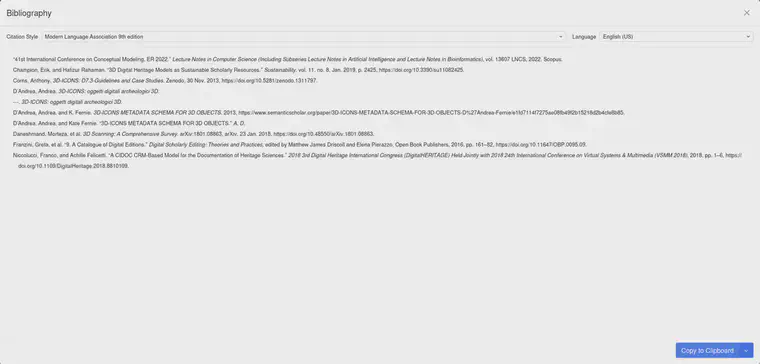 Bibliography
Citation Style Modern Language Association 9th edition Language English (US)
"41st International Conference on Conceptual Modeling, ER 2022." Lecture Notes in Computer Science (Including Subseries Lecture Notes in Artificial Intelligence and Lecture Notes in Bioinformatics), vol. 13607 LNCS, 2022. Scopus.
Champion, Erik, and Hafizur Rahaman. "3D Digital Heritage Models as Sustainable Scholarly Resources." Sustainability, vol. 11, no. 8, Jan. 2019, p. 2425, https://doi.org/10.3390/su11082425.
Corns, Anthony. 3D-ICONS: D7.3-Guidelines and Case Studies. Zenodo, 30 Nov. 2013, https://doi.org/10.5281/zenodo.1311797.
D'Andrea, Andrea. 3D-ICONS: oggetti digitali archeologici 3D.
---. 3D-ICONS: oggetti digitali archeologici 3D.
D'Andrea, Andrea, and K. Fernie. 3D-ICONS METADATA SCHEMA FOR 3D OBJECTS. 2013, https://www.semanticscholar.org/paper/3D-ICONS-METADATA-SCHEMA-FOR-3D-OBJECTS-D%27Andrea-Fernie/
D'Andrea, Andrea, and Kate Fernie. "3D-ICONS METADATA SCHEMA FOR 3D OBJECTS." A. D.
Daneshmand, Morteza, et al. 3D Scanning: A Comprehensive Survey. arXiv:1801.08863, arXiv, 23 Jan. 2018, https://doi.org/10.48550/arXiv.1801.08863.
Franzini, Greta, et al. "9. A Catalogue of Digital Editions." Digital Scholarly Editing: Theories and Practices, edited by Matthew James Driscoll and Elena Pierazzo, Open Book Publishers, 2016, pp. 161–82, https://doi.org/10.11647/OBP.0095.09.
Niccolucci, Franco, and Achille Felicetti. "A CIDOC CRM-Based Model for the Documentation of Heritage Sciences." 2018 3rd Digital Heritage International Congress (DigitalHERITAGE) Held Jointly with 2018 24th International Conference on Virtual Systems & Multimedia (VSMM 2018), 2018, pp. 1–6, https://
doi.org/10.1109/DigitalHeritage.2018.8810109.
Copy to Clipboard